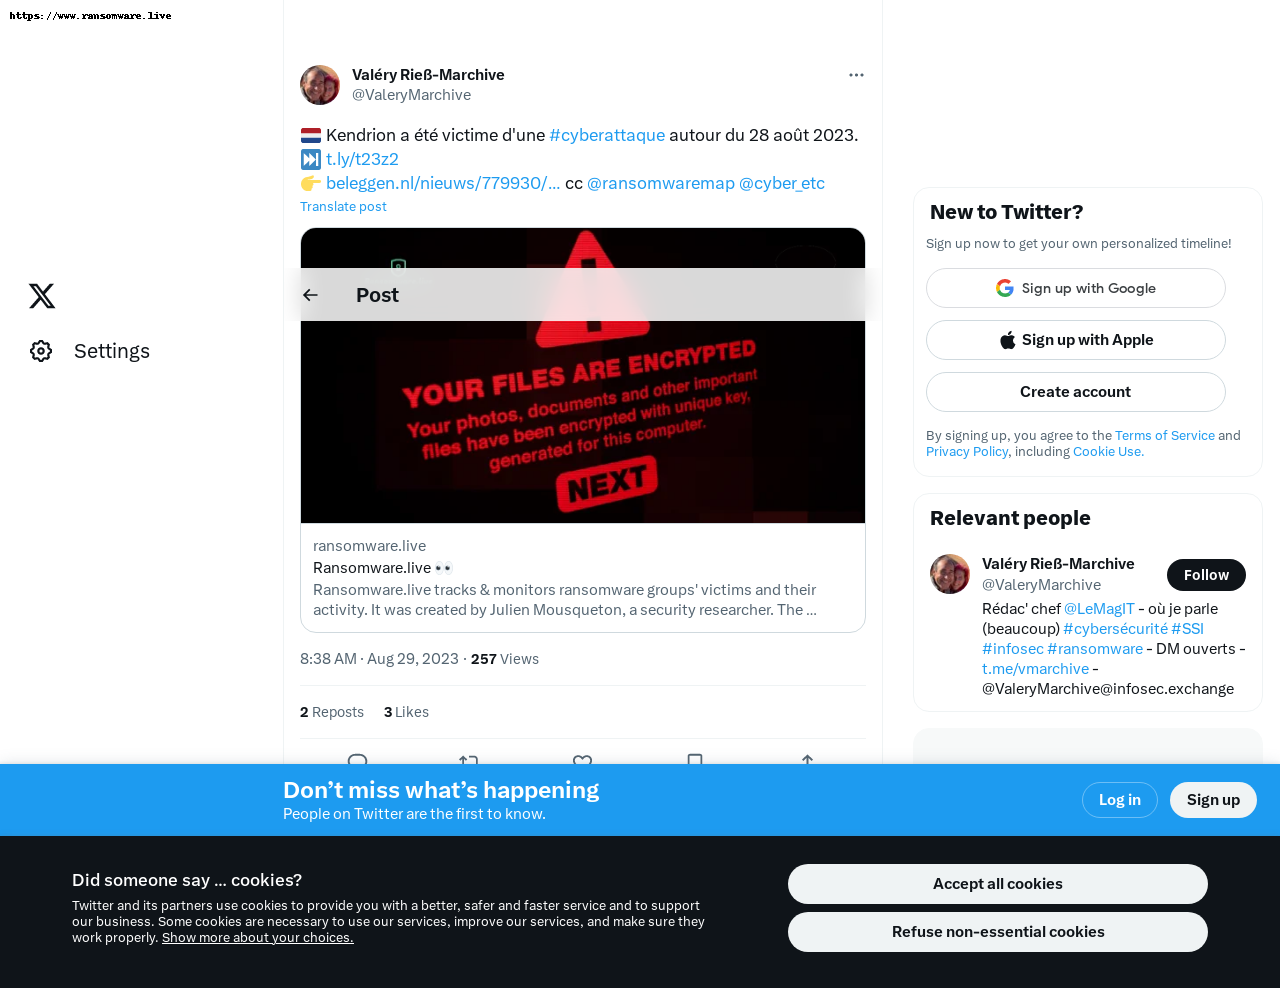 https://www.ransomware.live
Valéry Rieß-Marchive
@ValeryMarchive
Kendrion a été victime d'une #cyberattaque autour du 28 août 2023.
t.ly/t23z2
beleggen.nl/nieuws/779930/... cc @ransomwaremap @cyber_etc
Translate post
Post
YOUR FILES ARE ENCRYPTED
Your photos, documents and other important
files have been encrypted with unique key,
generated for this computer.
NEXT
ransomware.live
Ransomware.live 👀
Ransomware.live tracks & monitors ransomware groups' victims and their
activity. It was created by Julien Mousqueton, a security researcher. The ...
8:38 AM · Aug 29, 2023 · 257 Views
2 Reposts 3 Likes
Settings
New to Twitter?
Sign up now to get your own personalized timeline!
Sign up with Google
Sign up with Apple
Create account
By signing up, you agree to the Terms of Service and
Privacy Policy, including Cookie Use.
Relevant people
Valéry Rieß-Marchive
@ValeryMarchive
Follow
Rédac' chef @LeMagIT - où je parle
(beaucoup) #cybersécurité #SSI
#infosec #ransomware - DM ouverts -
t.me/vmarchive -
@ValeryMarchive@infosec.exchange
Don’t miss what’s happening
People on Twitter are the first to know.
Log in
Sign up
Did someone say … cookies?
Twitter and its partners use cookies to provide you with a better, safer and faster service and to support
our business. Some cookies are necessary to use our services, improve our services, and make sure they
work properly. Show more about your choices.
Accept all cookies
Refuse non-essential cookies